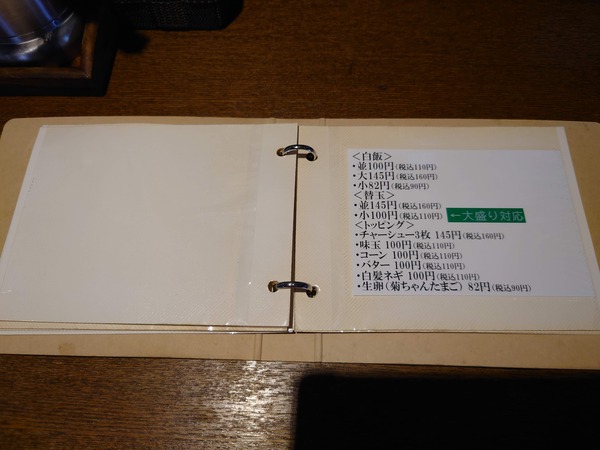 ＜白飯＞
・並100円(税込110円)
・大145円(税込160円)
・小82円(税込90円)
＜替玉＞
・並145円(税込160円)
・小100円(税込110円) ←大盛り対応
＜トッピング＞
・チャーシュー3枚 145円(税込160円)
・味玉 100円(税込110円)
・コーン 100円(税込110円)
・バター 100円(税込110円)
・白髪ネギ 100円(税込110円)
・生卵(菊ちゃんたまご) 82円(税込90円)